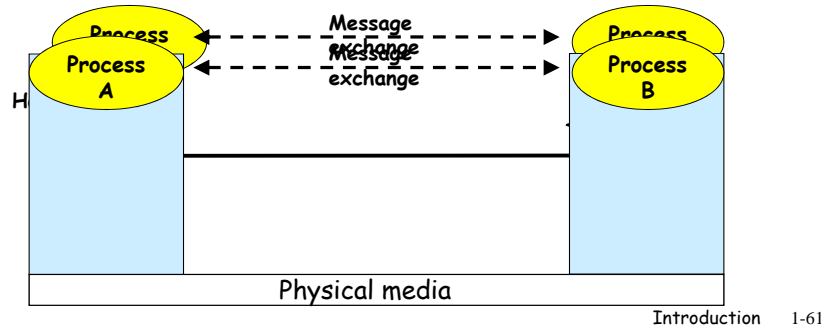 Process
Message
exchange
Process
Process
A
Message
exchange
Process
B
Physical media
Introduction 1-61